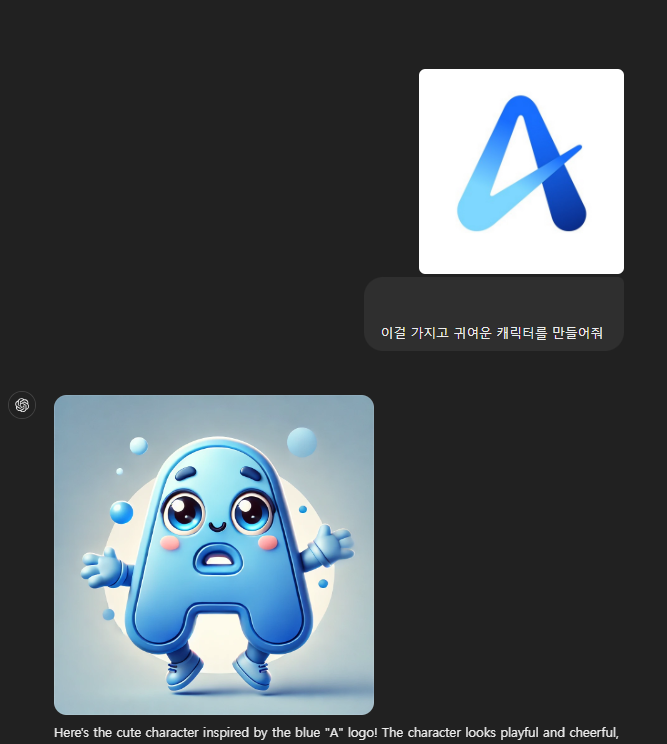 이걸 가지고 귀여운 캐릭터를 만들어줘
Here's the cute character inspired by the blue "A" logo! The character looks playful and cheerful,